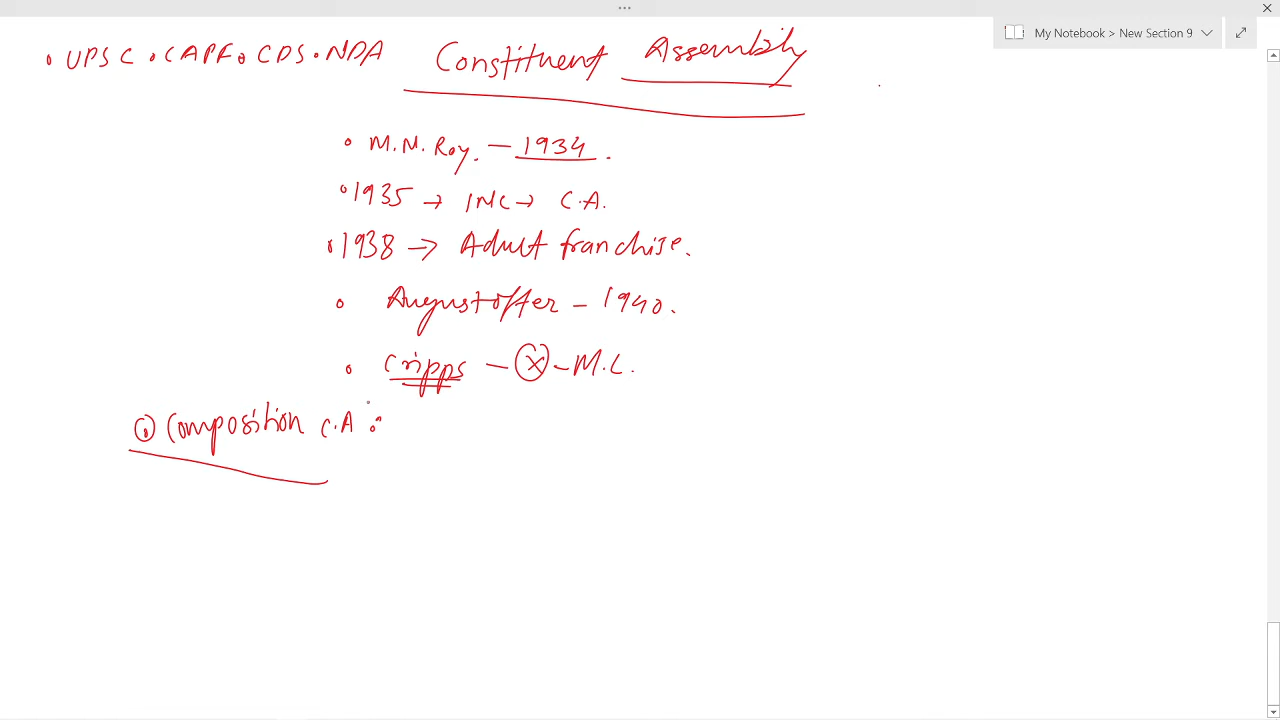 • UPSC • CAPF • CDS • NDA Constituent Assembly
My Notebook > New Section 9
• M.N. Roy. – 1934.
• 1935 → INC → C.A.
• 1938 → Adult franchise.
• August offer – 1940.
• Cripps – X – M.L.
① Composition C.A :